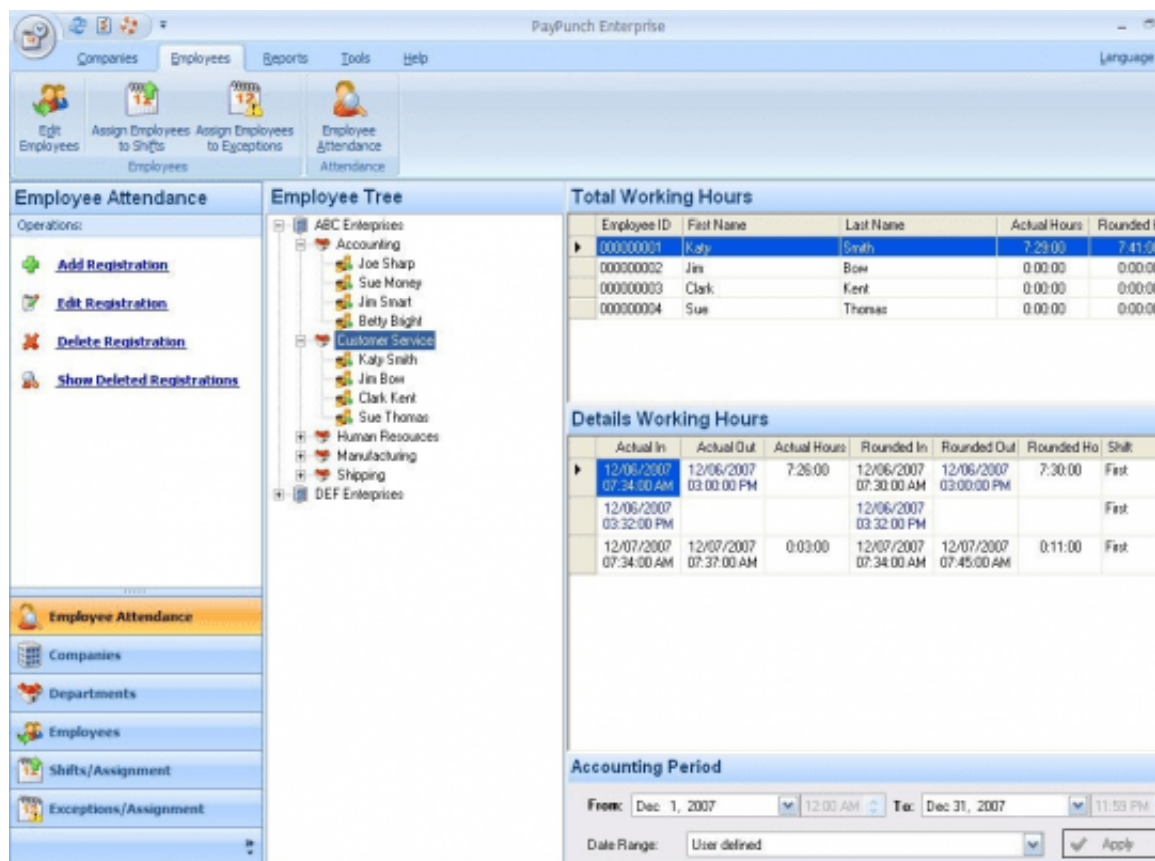 PayPunch Enterprise
Companies Employees Reports Tools Help Language
Edit Employees
Assign Employees to Shifts
Assign Employees to Exceptions
Employees
Employee Attendance
Attendance
Employee Attendance
Operations:
Add Registration
Edit Registration
Delete Registration
Show Deleted Registrations
Employee Attendance
Companies
Departments
Employees
Shifts/Assignment
Exceptions/Assignment
Employee Tree
ABC Enterprises
Accounting
Joe Sharp
Sue Money
Jim Smart
Betty Bright
Customer Service
Katy Smith
Jim Bow
Clark Kent
Sue Thomas
Human Resources
Manufacturing
Shipping
DEF Enterprises
Total Working Hours
Employee ID First Name Last Name Actual Hours Rounded
000000001 Katy Smith 7:29:00 7:41:0
000000002 Jim Bow 0:00:00 0:00:0
000000003 Clark Kent 0:00:00 0:00:0
000000004 Sue Thomas 0:00:00 0:00:0
Details Working Hours
Actual In Actual Out Actual Hours Rounded In Rounded Out Rounded Ho Shift
12/06/2007 12/06/2007 7:26:00 12/06/2007 12/06/2007 7:30:00 First
07:34:00 AM 03:00:00 PM 07:30:00 AM 03:00:00 PM
12/06/2007 12/06/2007 First
03:32:00 PM 03:32:00 PM
12/07/2007 12/07/2007 0:03:00 12/07/2007 12/07/2007 0:11:00 First
07:34:00 AM 07:37:00 AM 07:34:00 AM 07:45:00 AM
Accounting Period
From: Dec 1, 2007 12:00 AM To: Dec 31, 2007 11:59 PM
Date Range: User defined Apply